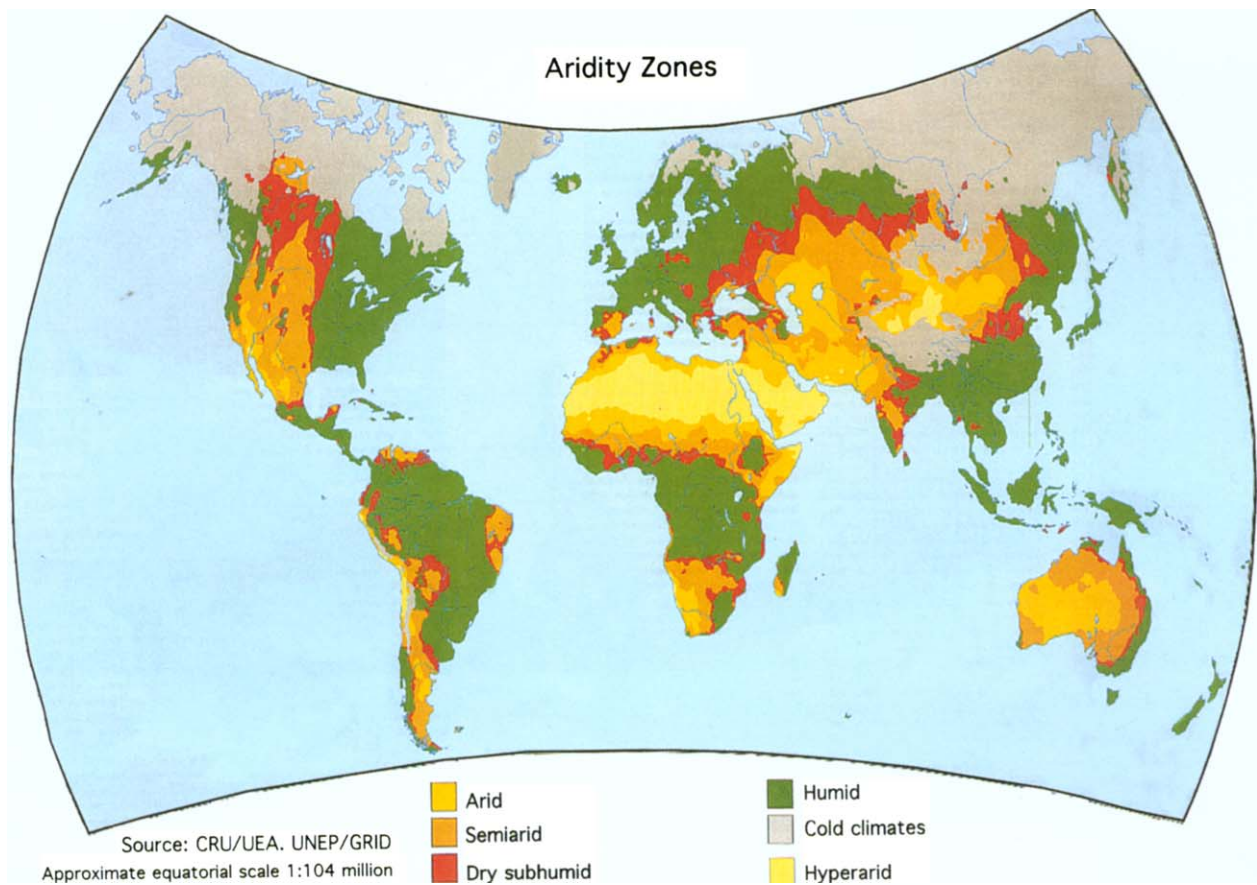 Aridity Zones
Arid
Semiarid
Dry subhumid
Humid
Cold climates
Hyperarid
Source: CRU/UEA. UNEP/GRID
Approximate equatorial scale 1:104 million